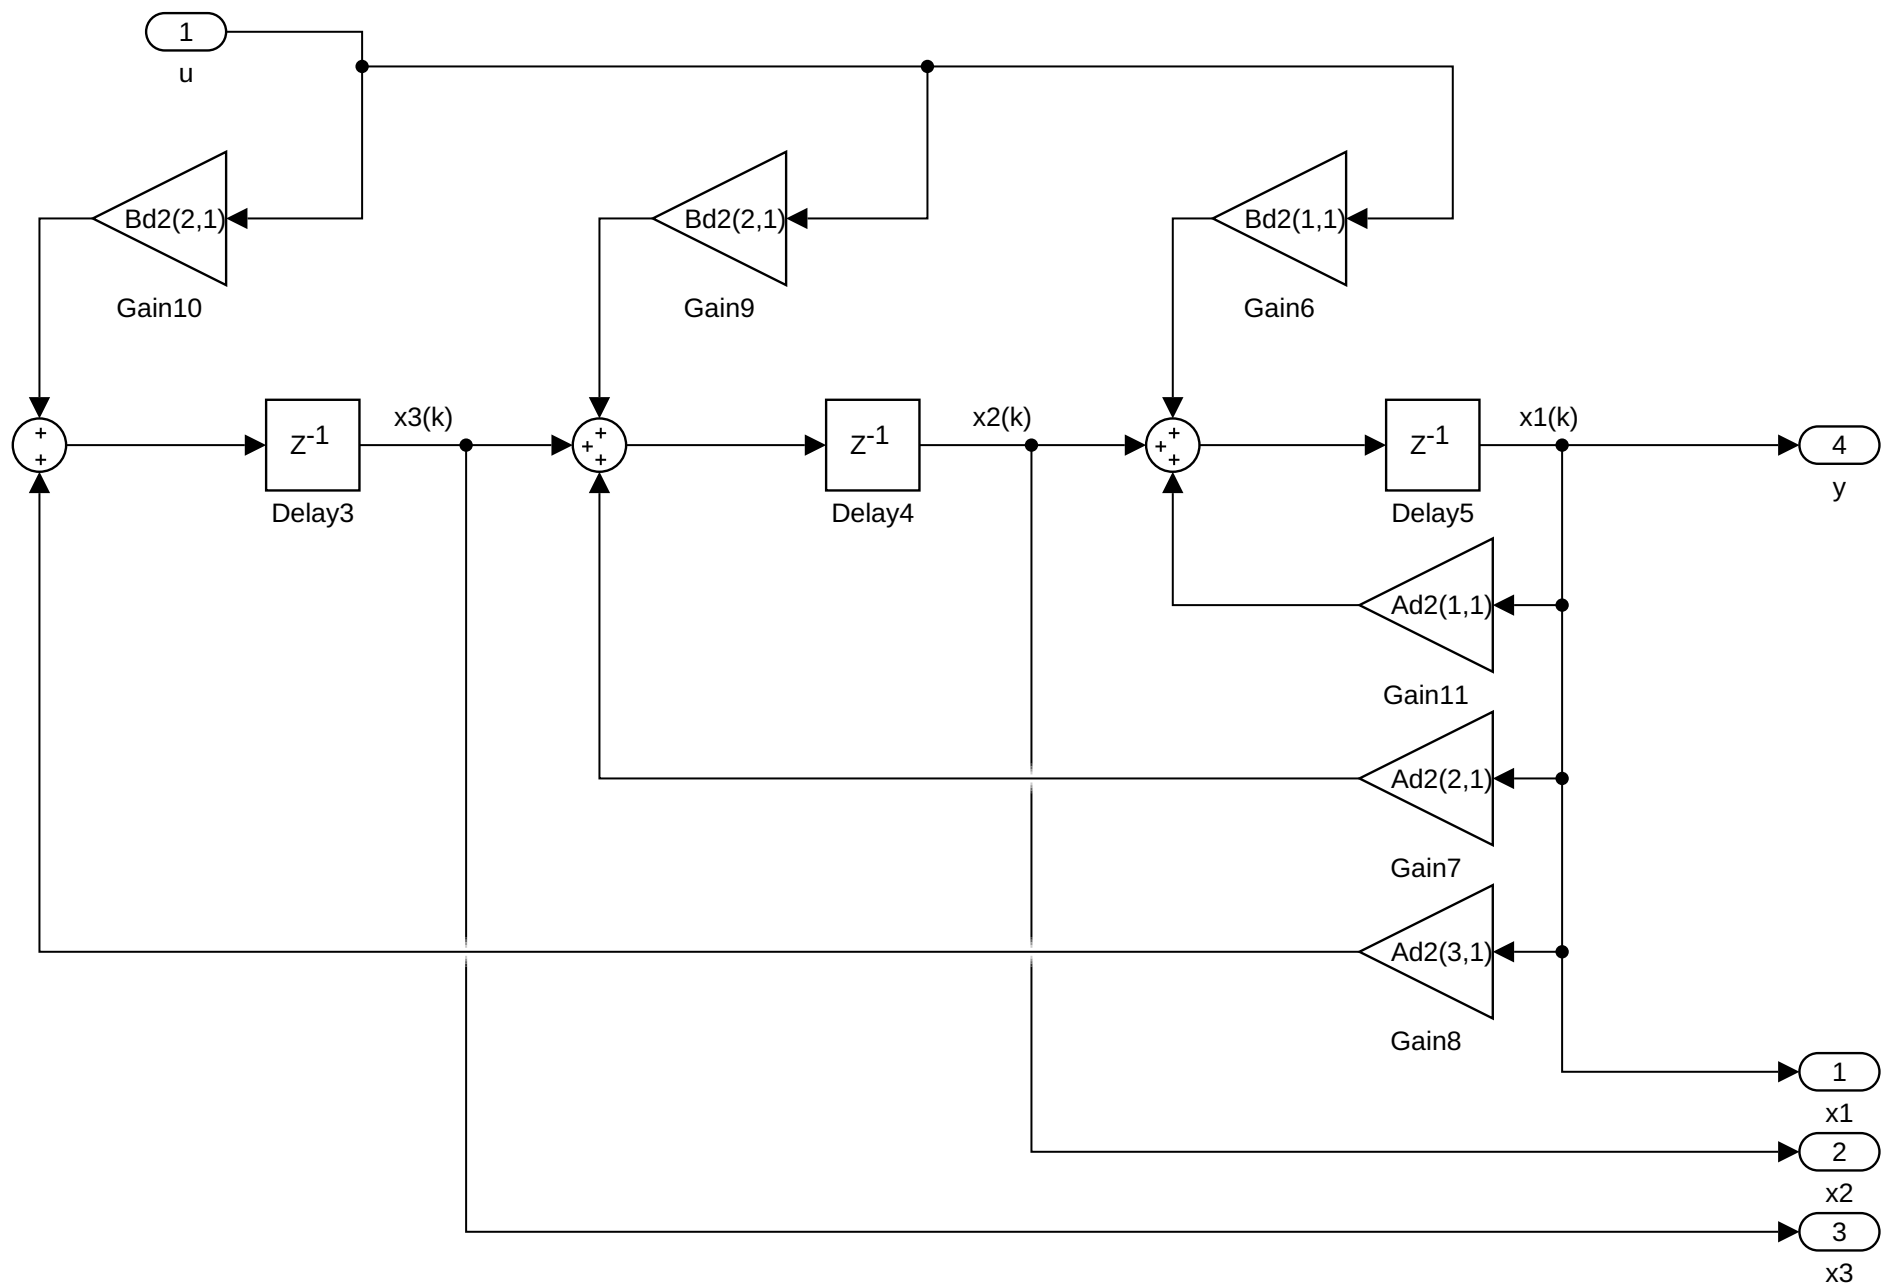 1
u
Bd2(2,1)
Bd2(2,1)
Bd2(1,1)
Gain10
Gain9
Gain6
x3(k)
x2(k)
x1(k)
+
+
z-1
+
+
+
z-1
+
+
+
z-1
4
Delay3
Delay4
Delay5
y
Ad2(1,1)
Gain11
Ad2(2,1)
Gain7
Ad2(3,1)
Gain8
1
x1
2
x2
3
x3